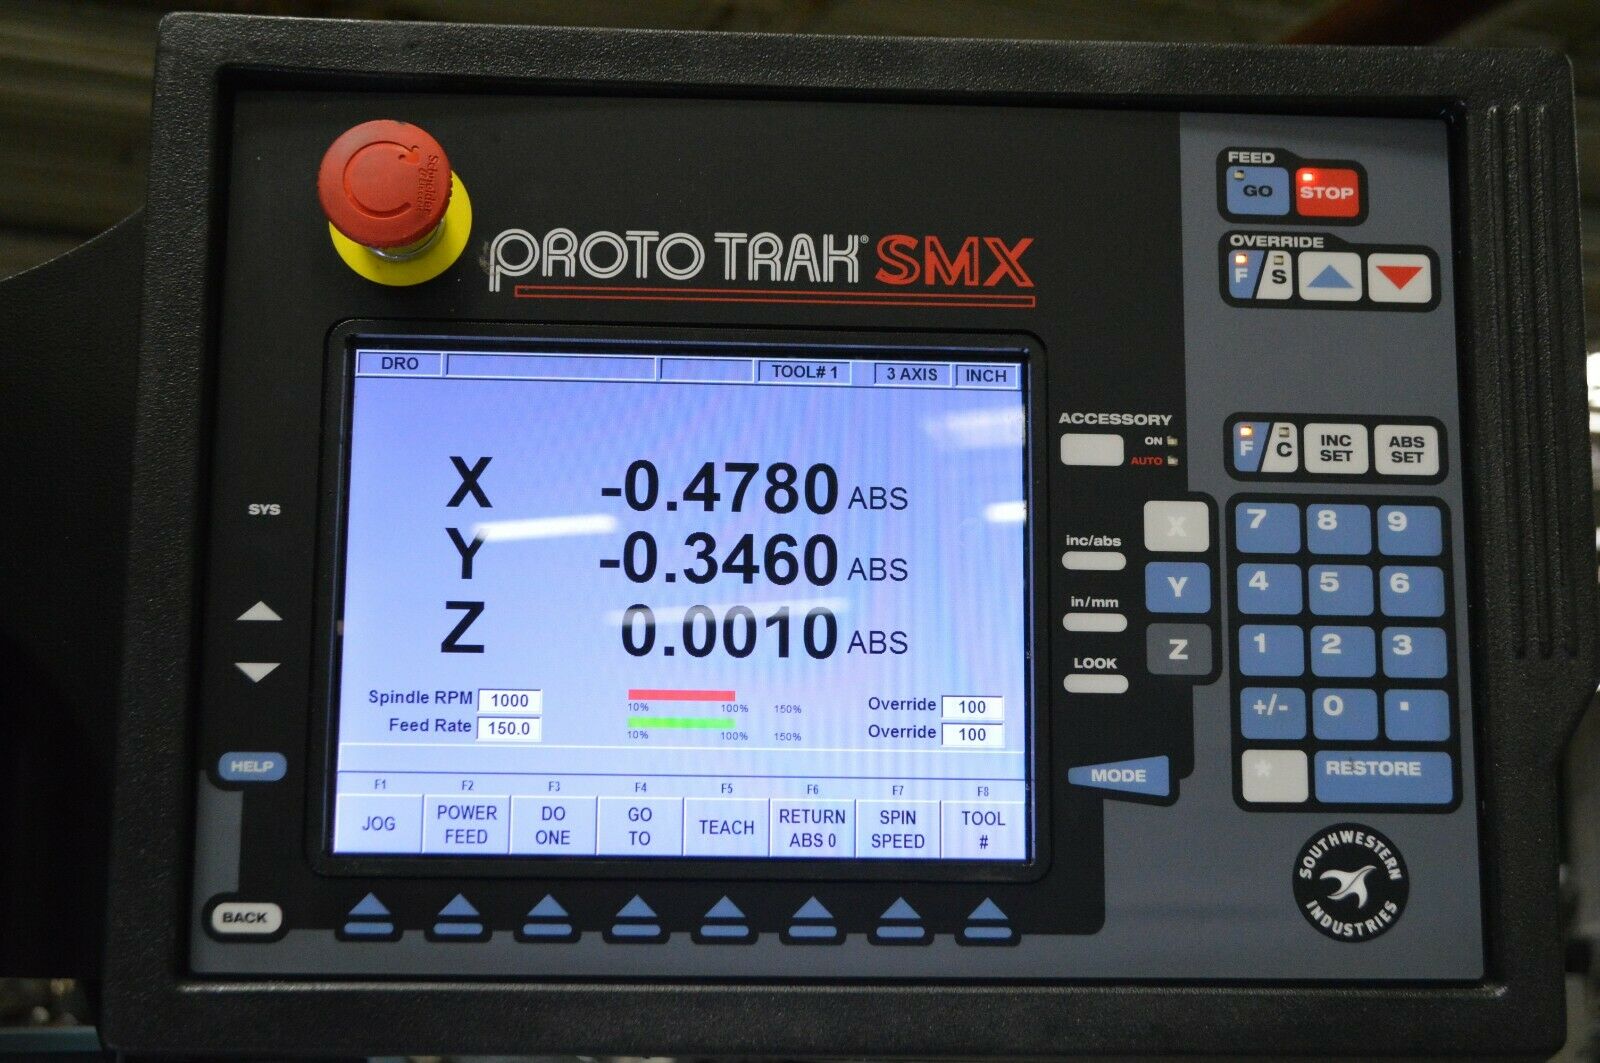 Schneider
Electric
PROTO TRAK® SMX
FEED
GO STOP
OVERRIDE
F S
DRO TOOL# 1 3 AXIS INCH
X -0.4780 ABS
Y -0.3460 ABS
Z 0.0010 ABS
Spindle RPM 1000 10% 100% 150% Override 100
Feed Rate 150.0 10% 100% 150% Override 100
F1 F2 F3 F4 F5 F6 F7 F8
JOG
POWER
FEED
DO
ONE
GO
TO
TEACH
RETURN
ABS 0
SPIN
SPEED
TOOL
#
SYS
HELP
BACK
ACCESSORY
ON
AUTO
inc/abs
in/mm
LOOK
MODE
X
Y
Z
F C
INC
SET
ABS
SET
7 8 9
4 5 6
1 2 3
+/- 0 .
* RESTORE
SOUTHWESTERN
INDUSTRIES